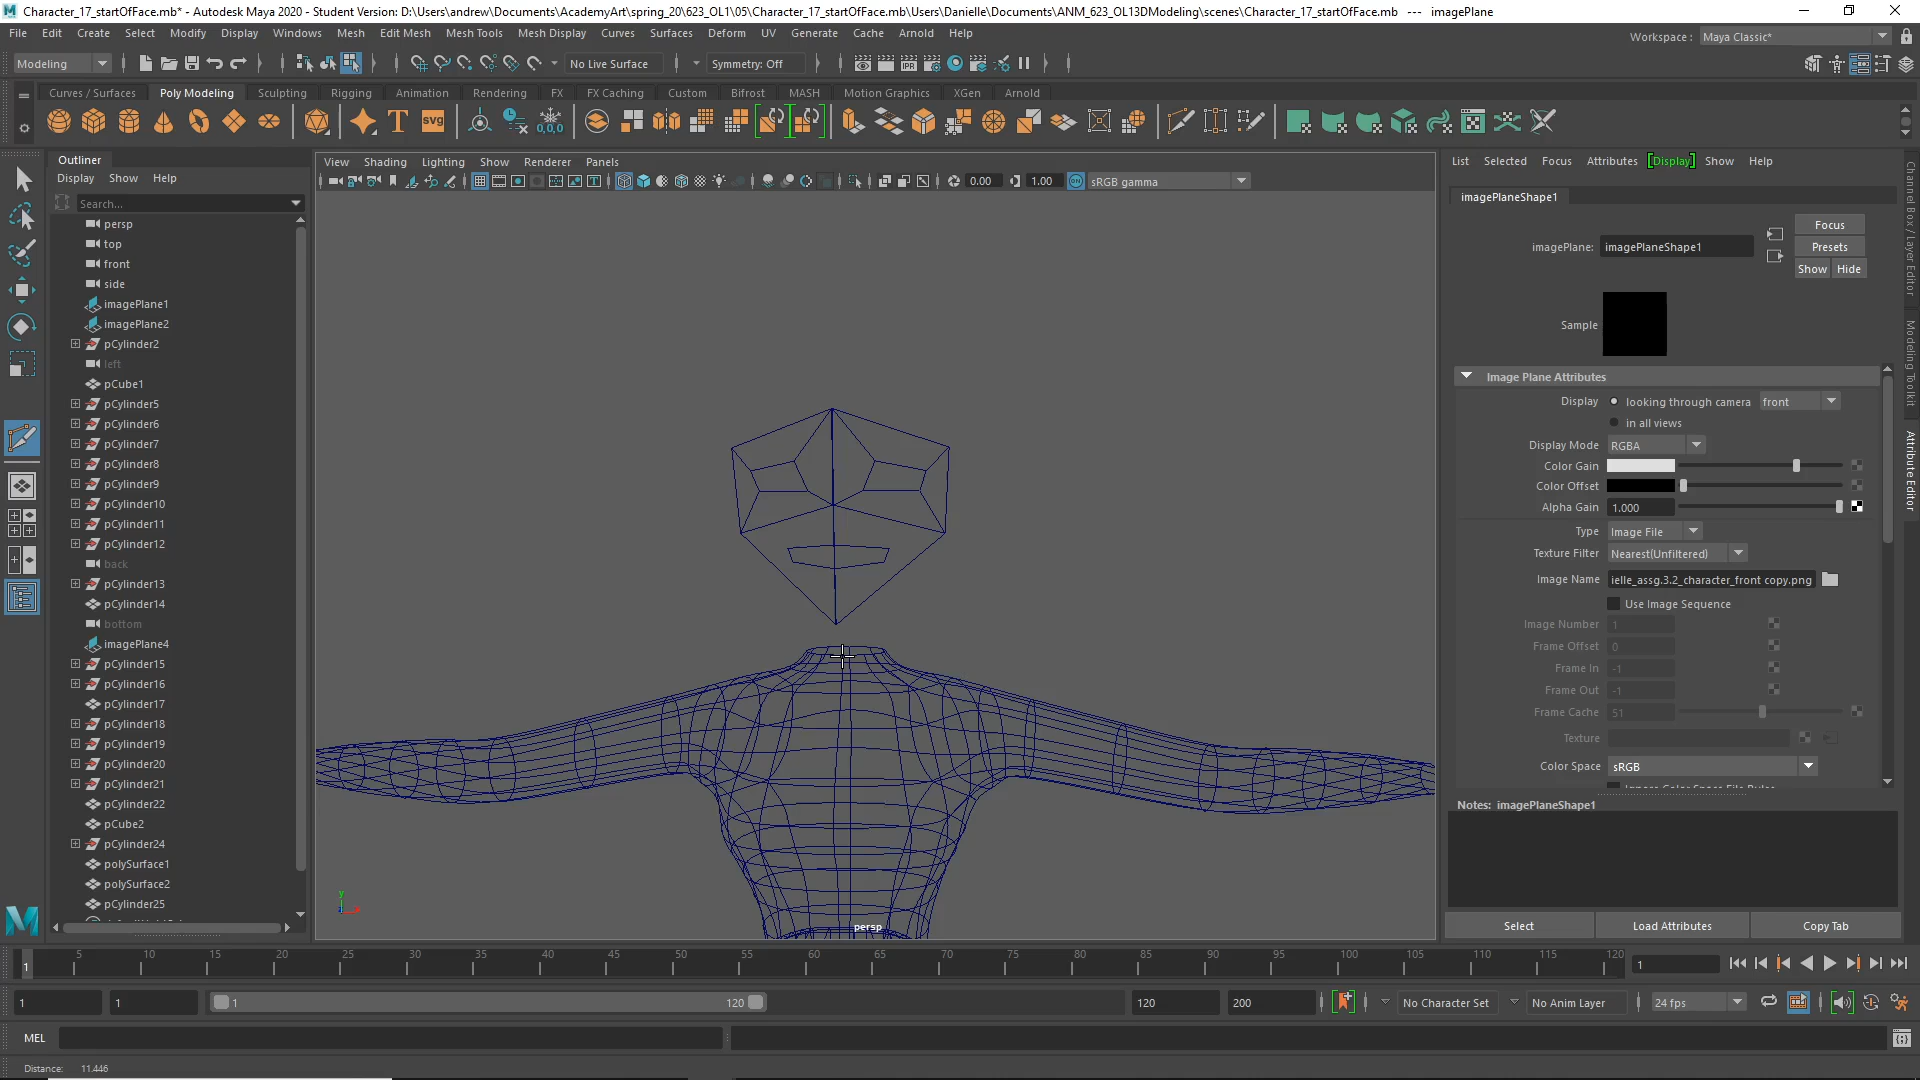 Character_17_startOfFace.mb* - Autodesk Maya 2020 - Student Version: D:\Users\andrew\Documents\AcademyArt\spring_20\623_OL1\05\Character_17_startOfFace.mb\Users\Danielle\Documents\ANM_623_OL13DModeling\scenes\Character_17_startOfFace.mb --- imagePlane
File Edit Create Select Modify Display Windows Mesh Edit Mesh Mesh Tools Mesh Display Curves Surfaces Deform UV Generate Cache Arnold Help
Workspace : Maya Classic*
Modeling No Live Surface Symmetry: Off
Curves / Surfaces Poly Modeling Sculpting Rigging Animation Rendering FX FX Caching Custom Bifrost MASH Motion Graphics XGen Arnold
Outliner
Display Show Help
Search...
persp
top
front
side
imagePlane1
imagePlane2
pCylinder2
left
pCube1
pCylinder5
pCylinder6
pCylinder7
pCylinder8
pCylinder9
pCylinder10
pCylinder11
pCylinder12
back
pCylinder13
pCylinder14
bottom
imagePlane4
pCylinder15
pCylinder16
pCylinder17
pCylinder18
pCylinder19
pCylinder20
pCylinder21
pCylinder22
pCube2
pCylinder24
polySurface1
polySurface2
pCylinder25
View Shading Lighting Show Renderer Panels
0.00 1.00 sRGB gamma
persp
List Selected Focus Attributes [Display] Show Help
imagePlaneShape1
imagePlane: imagePlaneShape1
Focus
Presets
Show Hide
Sample
Image Plane Attributes
Display looking through camera front
in all views
Display Mode RGBA
Color Gain
Color Offset
Alpha Gain 1.000
Type Image File
Texture Filter Nearest(Unfiltered)
Image Name ielle_assg.3.2_character_front copy.png
Use Image Sequence
Image Number 1
Frame Offset 0
Frame In -1
Frame Out -1
Frame Cache 51
Texture
Color Space sRGB
Notes: imagePlaneShape1
Select Load Attributes Copy Tab
Channel Box / Layer Editor
Modeling Toolkit
Attribute Editor
1 5 10 15 20 25 30 35 40 45 50 55 60 65 70 75 80 85 90 95 100 105 110 115 120 1
1 1 1 120 120 200 No Character Set No Anim Layer 24 fps
MEL
Distance: 11.446